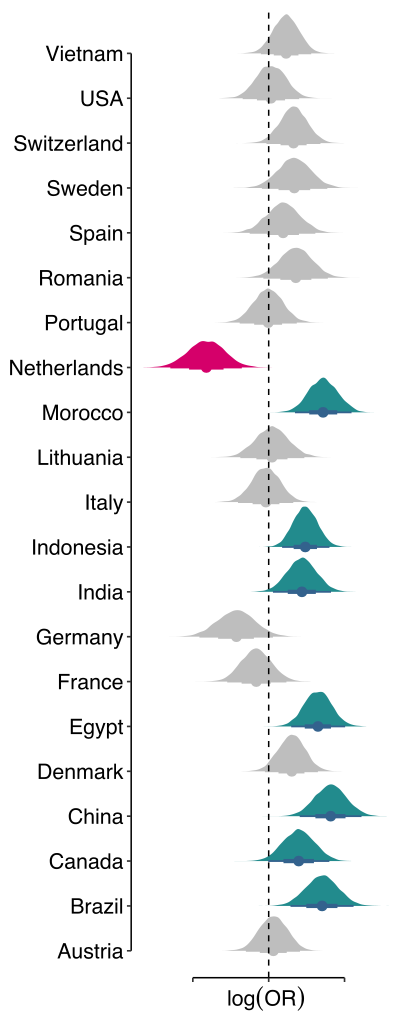 Vietnam
USA
Switzerland
Sweden
Spain
Romania
Portugal
Netherlands
Morocco
Lithuania
Italy
Indonesia
India
Germany
France
Egypt
Denmark
China
Canada
Brazil
Austria
log(OR)